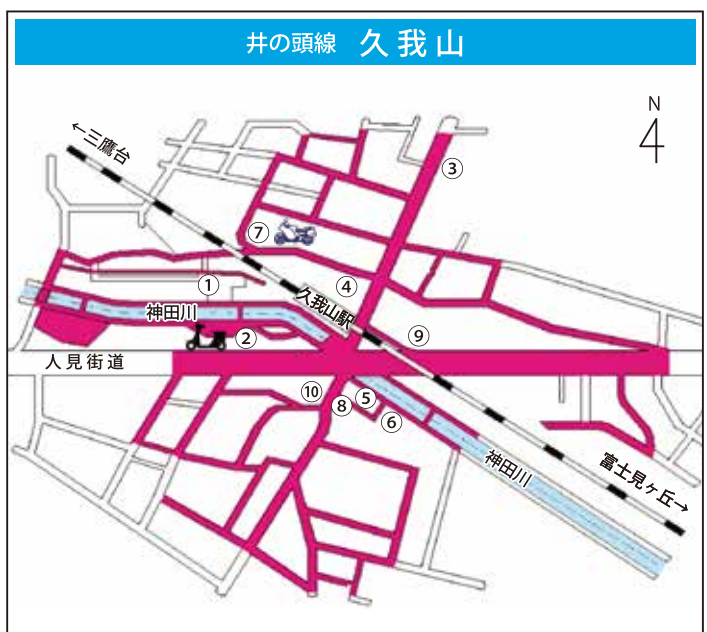 井の頭線 久我山
N
←三鷹台
③
⑦
①
④
久我山駅
神田川
②
⑨
人見街道
⑩
⑧
⑤
⑥
神田川
富士見ヶ丘→